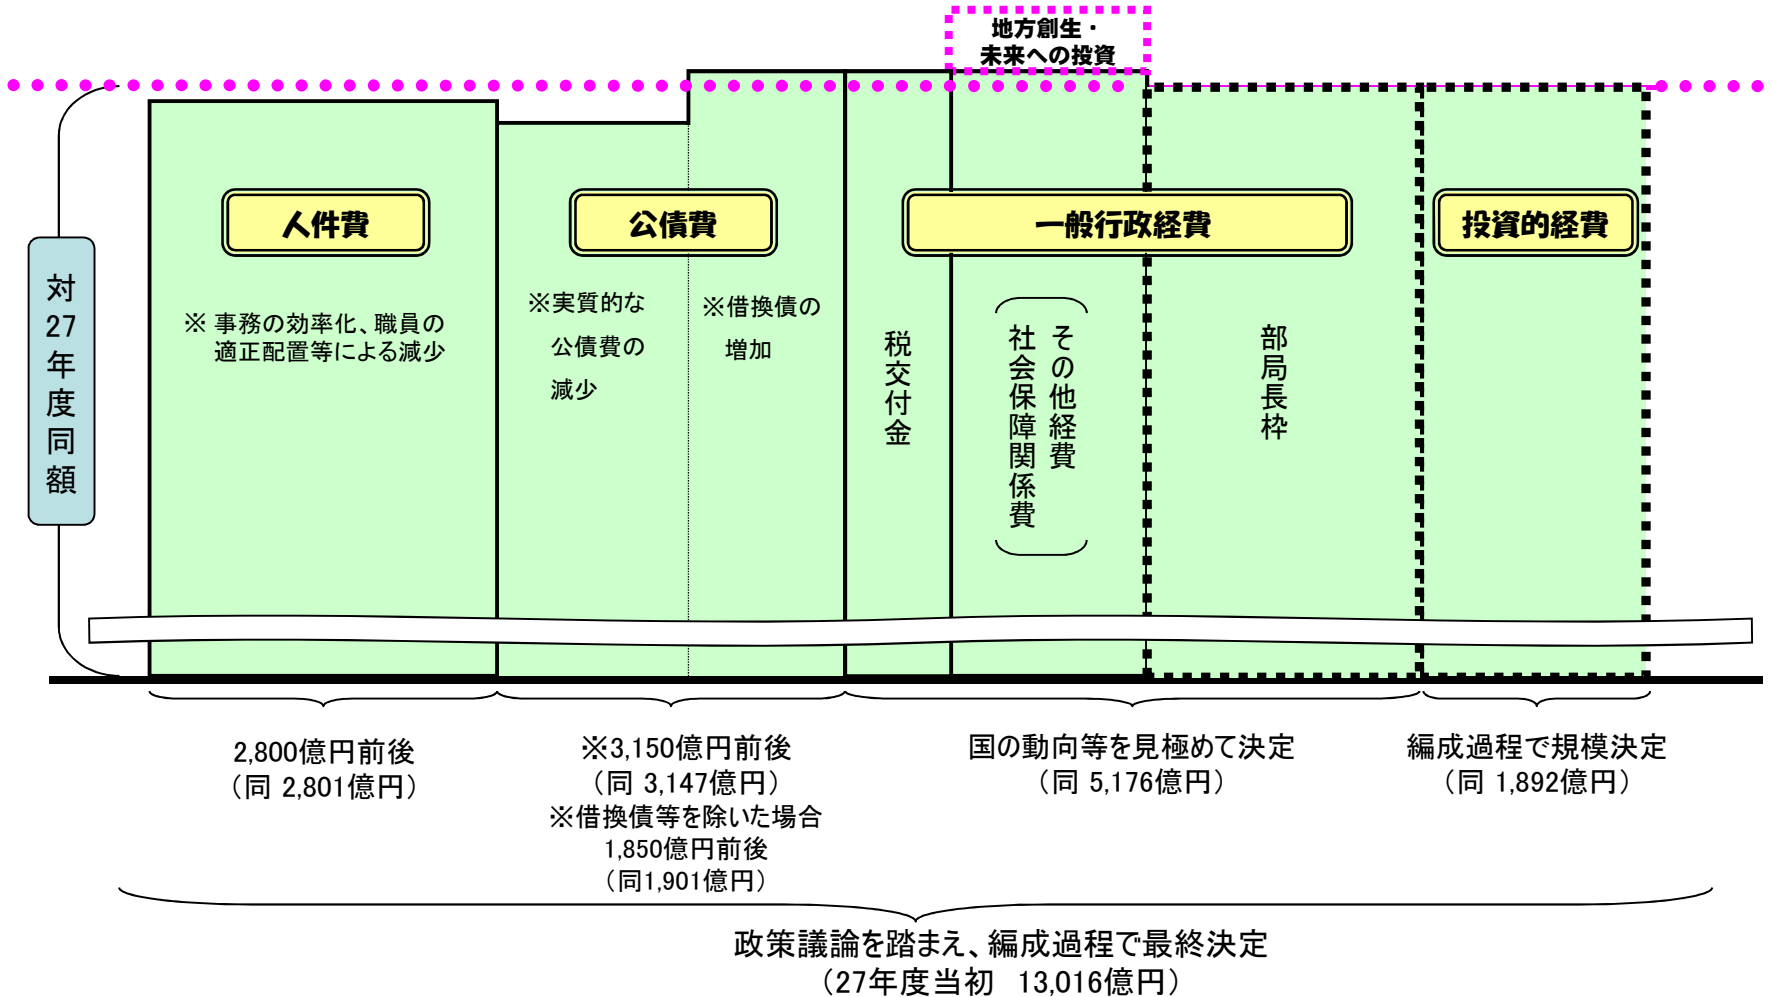 地方創生・
未来への投資
対27年度同額
人件費
※ 事務の効率化、職員の
適正配置等による減少
公債費
※実質的な
公債費の
減少
※借換債の
増加
一般行政経費
税交付金
その他経費
社会保障関係費
部局長枠
投資的経費
2,800億円前後
（同 2,801億円）
※3,150億円前後
（同 3,147億円）
※借換債等を除いた場合
1,850億円前後
（同1,901億円）
国の動向等を見極めて決定
（同 5,176億円）
編成過程で規模決定
（同 1,892億円）
政策議論を踏まえ、編成過程で最終決定
（27年度当初　13,016億円）